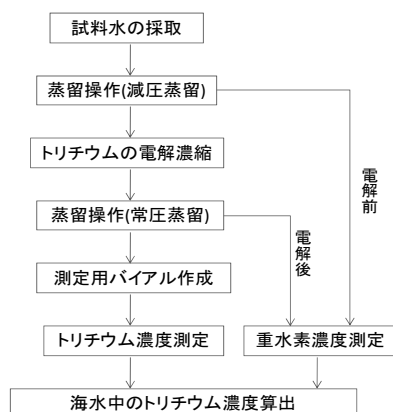 試料水の採取
蒸留操作(減圧蒸留)
トリチウムの電解濃縮
電解前
蒸留操作(常圧蒸留)
電解後
測定用バイアル作成
トリチウム濃度測定
重水素濃度測定
海水中のトリチウム濃度算出